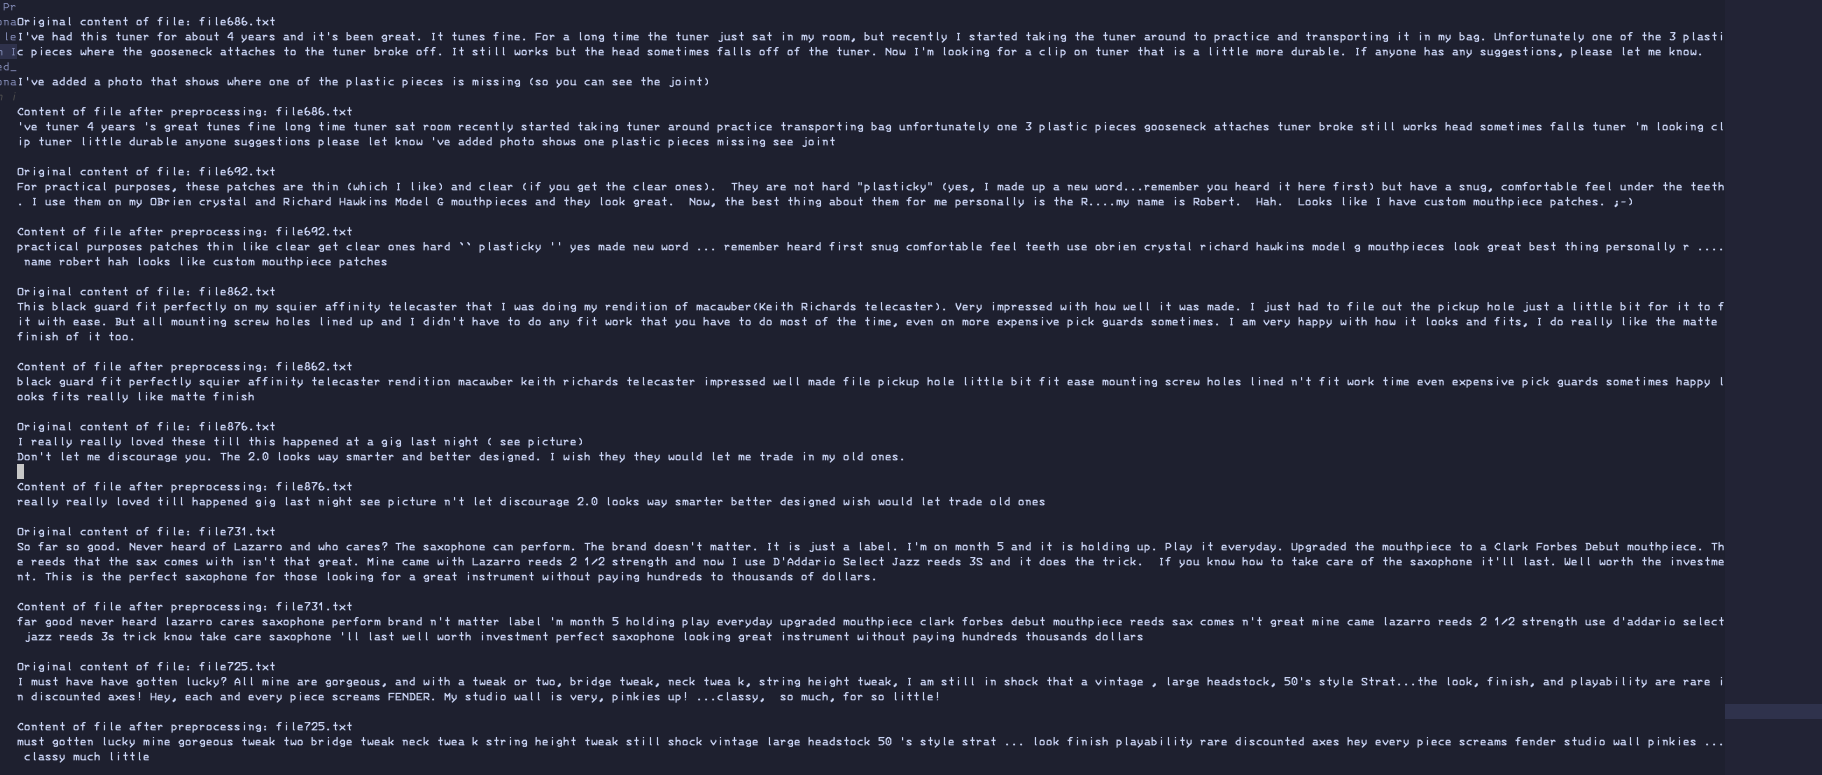 Pr
Original content of file: file686.txt
I've had this tuner for about 4 years and it's been great. It tunes fine. For a long time the tuner just sat in my room, but recently I started taking the tuner around to practice and transporting it in my bag. Unfortunately one of the 3 plasti
c pieces where the gooseneck attaches to the tuner broke off. It still works but the head sometimes falls off of the tuner. Now I'm looking for a clip on tuner that is a little more durable. If anyone has any suggestions, please let me know.
ed_
I've added a photo that shows where one of the plastic pieces is missing (so you can see the joint)
Content of file after preprocessing: file686.txt
've tuner 4 years 's great tunes fine long time tuner sat room recently started taking tuner around practice transporting bag unfortunately one 3 plastic pieces gooseneck attaches tuner broke still works head sometimes falls tuner 'm looking cl
ip tuner little durable anyone suggestions please let know 've added photo shows one plastic pieces missing see joint
Original content of file: file692.txt
For practical purposes, these patches are thin (which I like) and clear (if you get the clear ones).  They are not hard "plasticky" (yes, I made up a new word...remember you heard it here first) but have a snug, comfortable feel under the teeth
. I use them on my OBrien crystal and Richard Hawkins Model G mouthpieces and they look great.  Now, the best thing about them for me personally is the R....my name is Robert.  Hah.  Looks like I have custom mouthpiece patches. ;-)
Content of file after preprocessing: file692.txt
practical purposes patches thin like clear get clear ones hard `` plasticky '' yes made new word ... remember heard first snug comfortable feel teeth use obrien crystal richard hawkins model g mouthpieces look great best thing personally r ....
name robert hah looks like custom mouthpiece patches
Original content of file: file862.txt
This black guard fit perfectly on my squier affinity telecaster that I was doing my rendition of macawber(Keith Richards telecaster). Very impressed with how well it was made. I just had to file out the pickup hole just a little bit for it to f
it with ease. But all mounting screw holes lined up and I didn't have to do any fit work that you have to do most of the time, even on more expensive pick guards sometimes. I am very happy with how it looks and fits, I do really like the matte
finish of it too.
Content of file after preprocessing: file862.txt
black guard fit perfectly squier affinity telecaster rendition macawber keith richards telecaster impressed well made file pickup hole little bit fit ease mounting screw holes lined n't fit work time even expensive pick guards sometimes happy l
ooks fits really like matte finish
Original content of file: file876.txt
I really really loved these till this happened at a gig last night ( see picture)
Don't let me discourage you. The 2.0 looks way smarter and better designed. I wish they they would let me trade in my old ones.
Content of file after preprocessing: file876.txt
really really loved till happened gig last night see picture n't let discourage 2.0 looks way smarter better designed wish would let trade old ones
Original content of file: file731.txt
So far so good. Never heard of Lazarro and who cares? The saxophone can perform. The brand doesn't matter. It is just a label. I'm on month 5 and it is holding up. Play it everyday. Upgraded the mouthpiece to a Clark Forbes Debut mouthpiece. Th
e reeds that the sax comes with isn't that great. Mine came with Lazarro reeds 2 1/2 strength and now I use D'Addario Select Jazz reeds 3S and it does the trick.  If you know how to take care of the saxophone it'll last. Well worth the investme
nt. This is the perfect saxophone for those looking for a great instrument without paying hundreds to thousands of dollars.
Content of file after preprocessing: file731.txt
far good never heard lazarro cares saxophone perform brand n't matter label 'm month 5 holding play everyday upgraded mouthpiece clark forbes debut mouthpiece reeds sax comes n't great mine came lazarro reeds 2 1/2 strength use d'addario select
jazz reeds 3s trick know take care saxophone 'll last well worth investment perfect saxophone looking great instrument without paying hundreds thousands dollars
Original content of file: file725.txt
I must have have gotten lucky? All mine are gorgeous, and with a tweak or two, bridge tweak, neck twea k, string height tweak, I am still in shock that a vintage , large headstock, 50's style Strat...the look, finish, and playability are rare i
n discounted axes! Hey, each and every piece screams FENDER. My studio wall is very, pinkies up! ...classy,  so much, for so little!
Content of file after preprocessing: file725.txt
must gotten lucky mine gorgeous tweak two bridge tweak neck twea k string height tweak still shock vintage large headstock 50 's style strat ... look finish playability rare discounted axes hey every piece screams fender studio wall pinkies ...
classy much little